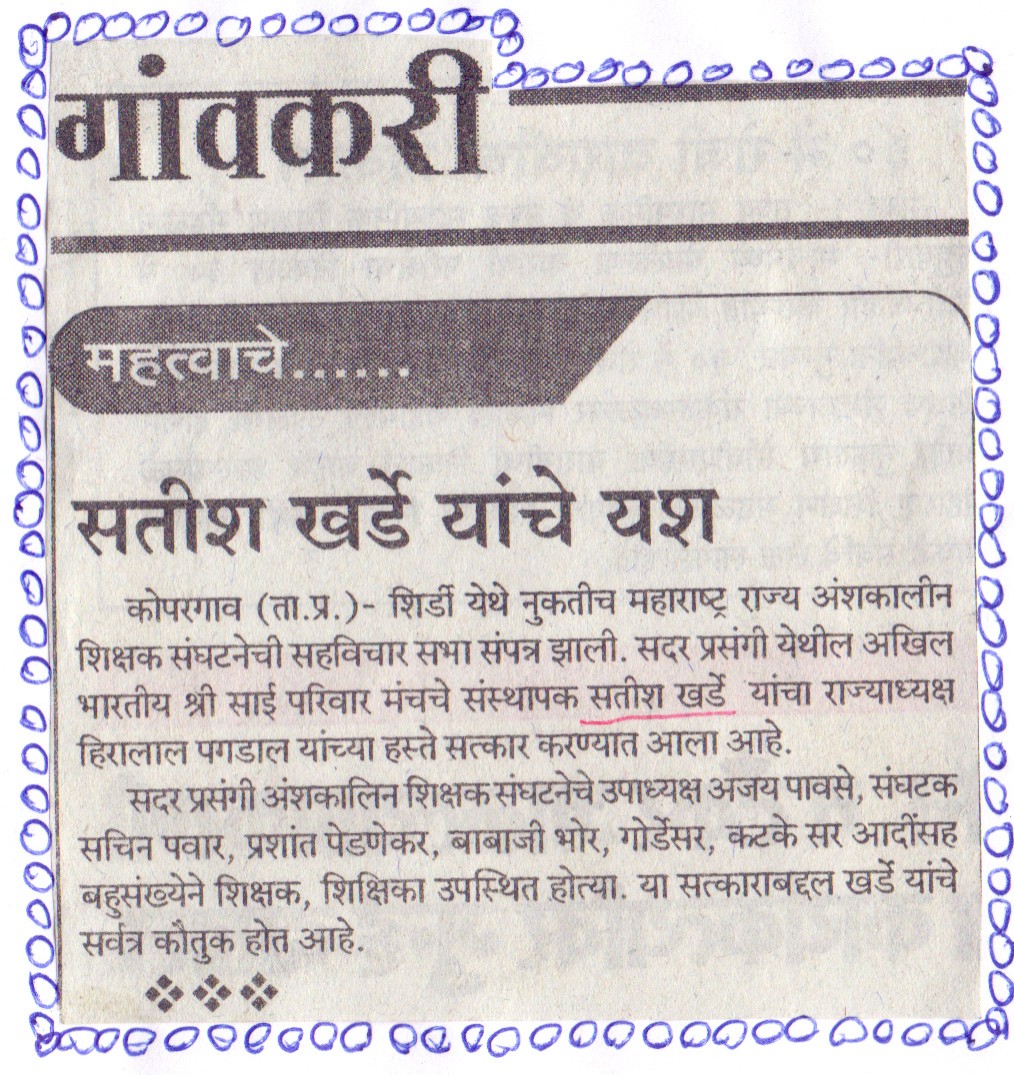 गांवकरी
महत्वाचे......
सतीश खर्डे यांचे यश
कोपरगाव (ता.प्र.)- शिर्डी येथे नुकतीच महाराष्ट्र राज्य अंशकालीन
शिक्षक संघटनेची सहविचार सभा संपन्न झाली. सदर प्रसंगी येथील अखिल
भारतीय श्री साई परिवार मंचचे संस्थापक सतीश खर्डे यांचा राज्याध्यक्ष
हिरालाल पगडाल यांच्या हस्ते सत्कार करण्यात आला आहे.
सदर प्रसंगी अंशकालिन शिक्षक संघटनेचे उपाध्यक्ष अजय पावसे, संघटक
सचिन पवार, प्रशांत पेडणेकर, बाबाजी भोर, गोर्डेसर, कटके सर आदींसह
बहुसंख्येने शिक्षक, शिक्षिका उपस्थित होत्या. या सत्काराबद्दल खर्डे यांचे
सर्वत्र कौतुक होत आहे.